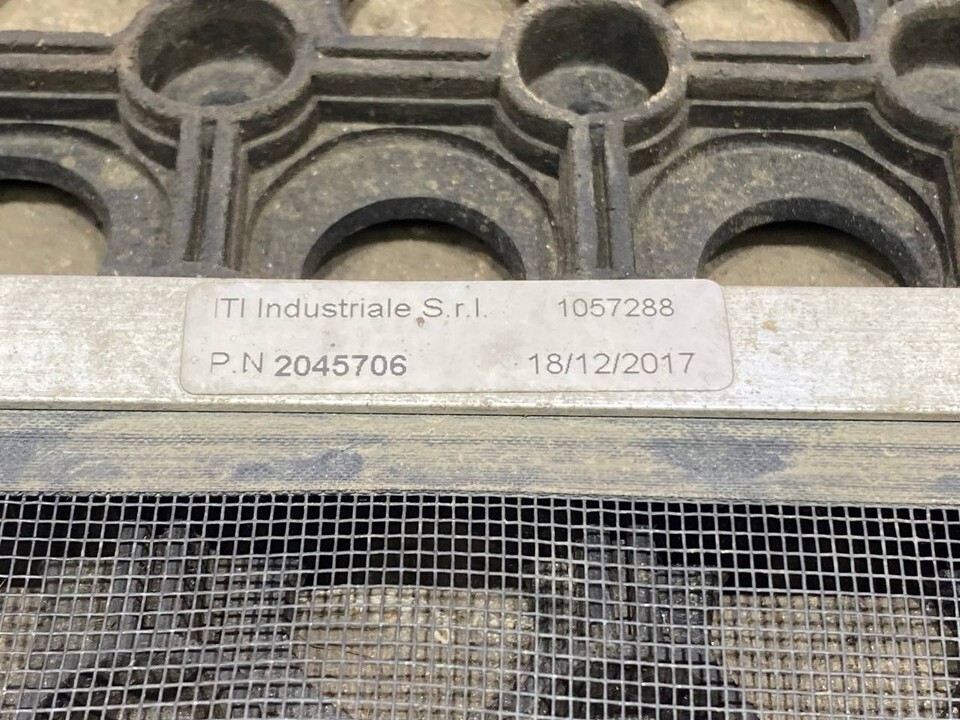 ITI Industriale S.r.l. 1057288
P.N 2045706 18/12/2017